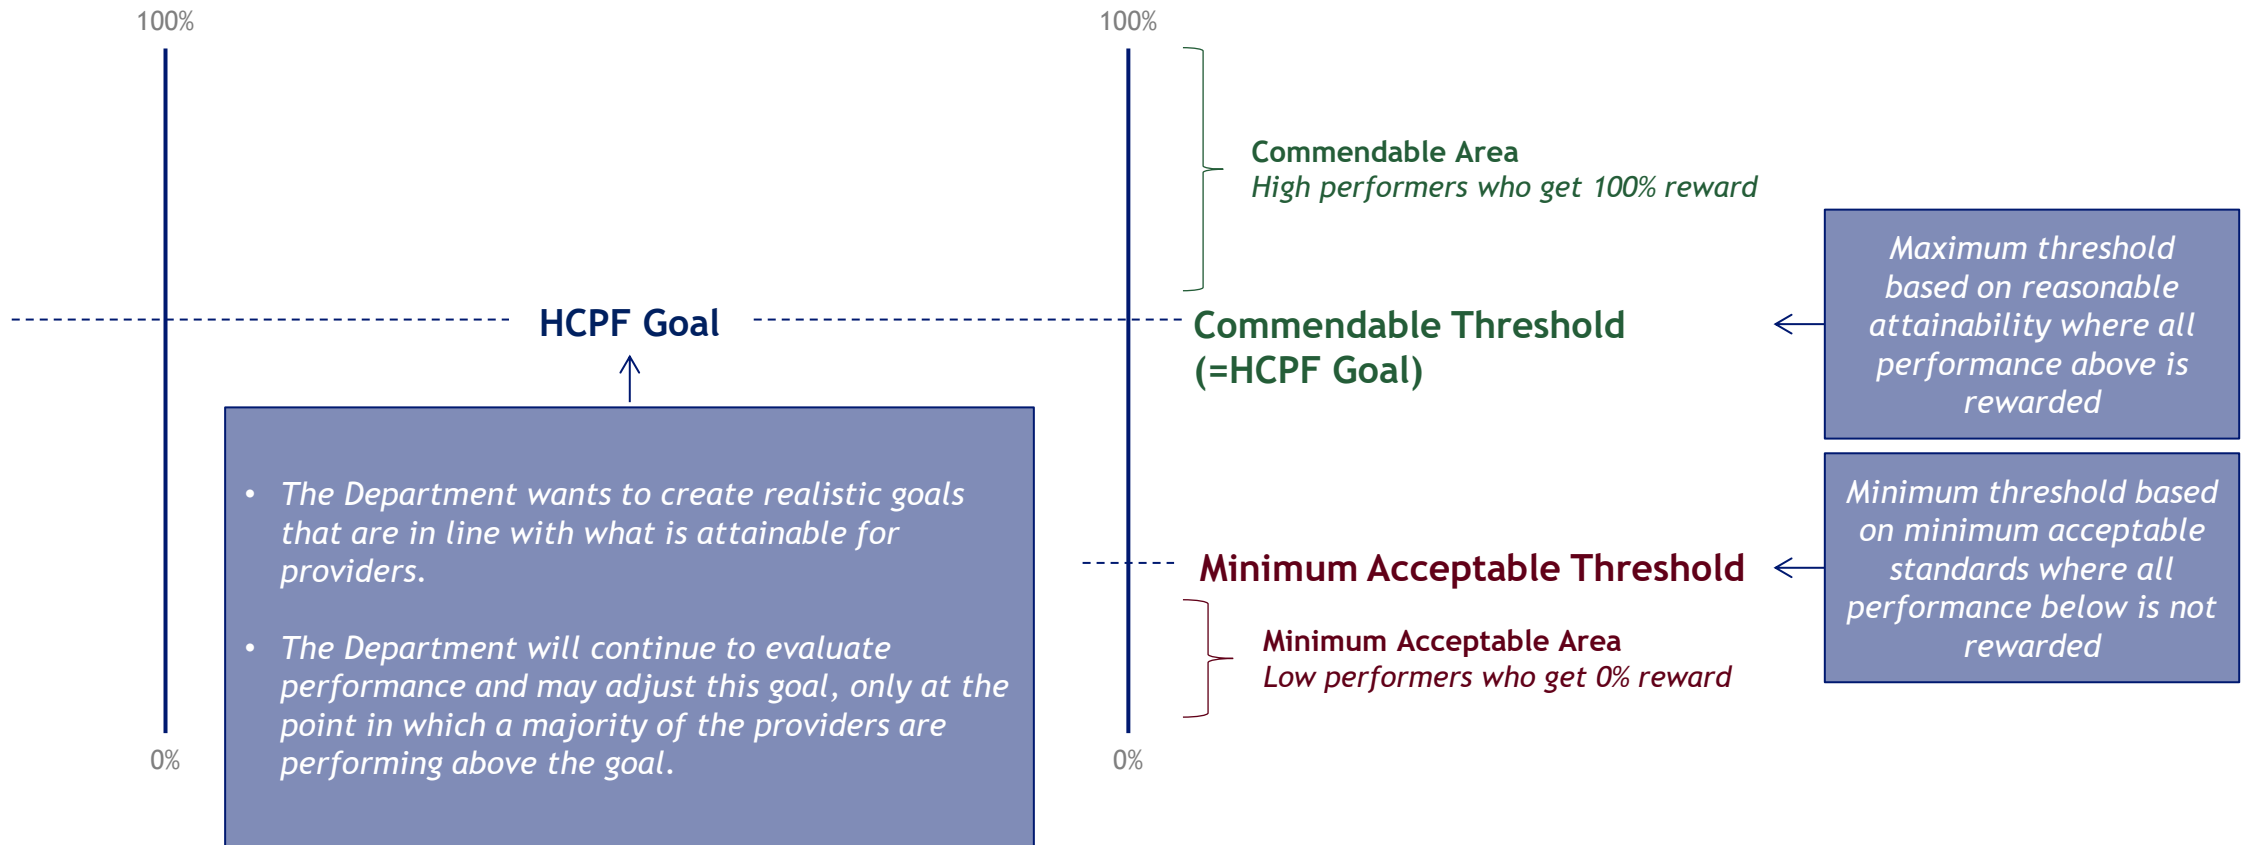 100%
HCPF Goal
• The Department wants to create realistic goals
that are in line with what is attainable for
providers.
• The Department will continue to evaluate
performance and may adjust this goal, only at the
point in which a majority of the providers are
performing above the goal.
0%
100%
Commendable Area
High performers who get 100% reward
Commendable Threshold
(=HCPF Goal)
Minimum Acceptable Threshold
Minimum Acceptable Area
Low performers who get 0% reward
0%
Maximum threshold
based on reasonable
attainability where all
performance above is
rewarded
Minimum threshold based
on minimum acceptable
standards where all
performance below is not
rewarded